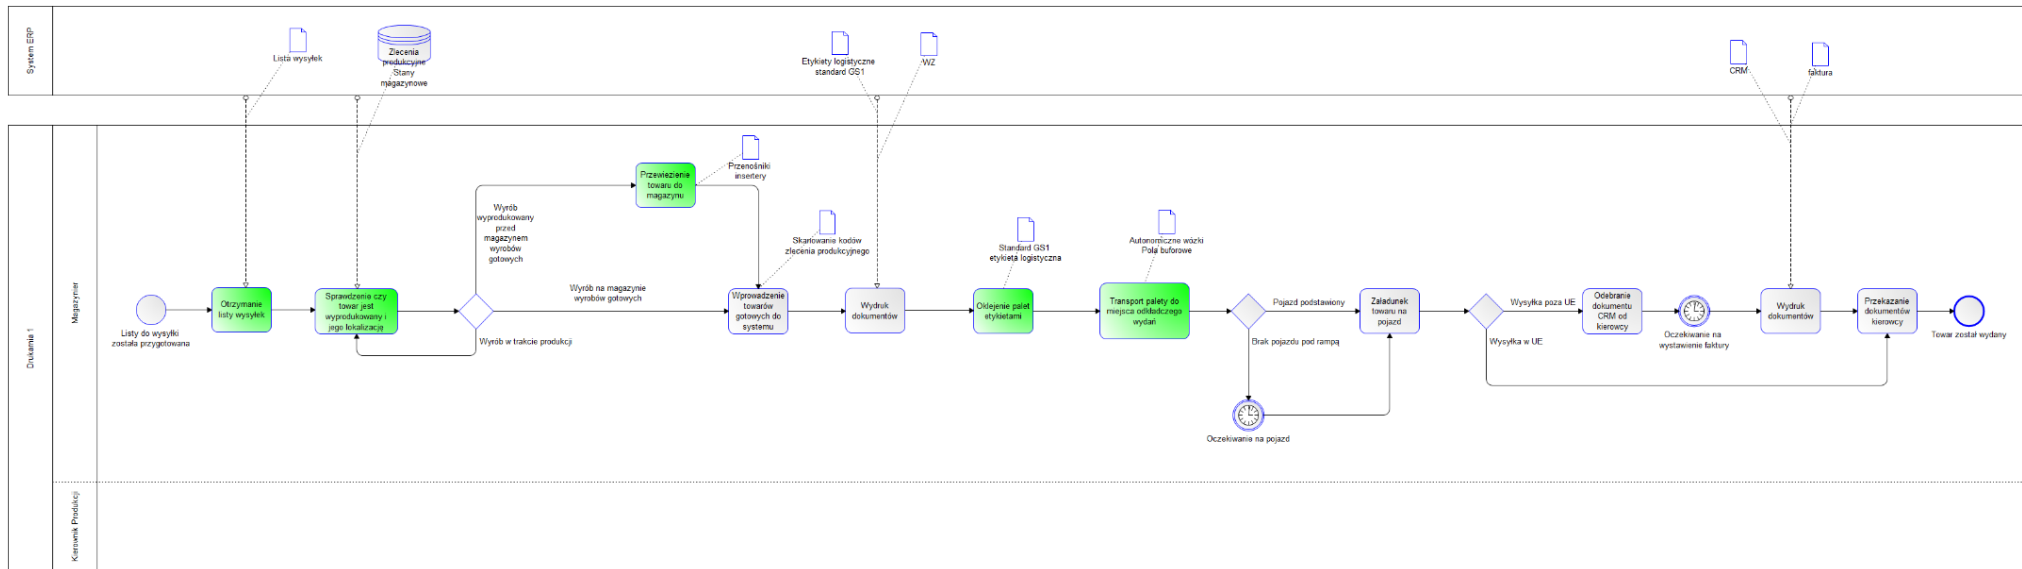 System ERP
Lista wysyłek
Zlecenia
produkcyjne
Stany
magazynowe
Etykiety logistyczne
standard GS1
WZ
CRM
faktura
Drukarnia 1
Magazynier
Kierownik Produkcji
Listy do wysyłki
została przygotowana
Otrzymanie
listy wysyłek
Sprawdzenie czy
towar jest
wyprodukowany i
jego lokalizację
Wyrób
wyprodukowany
przed
magazynem
wyrobów
gotowych
Wyrób na magazynie
wyrobów gotowych
Wyrób w trakcie produkcji
Przewiezienie
towaru do
magazynu
Przenośniki
insertery
Skanowanie kodów
zlecenia produkcyjnego
Wprowadzenie
towarów
gotowych do
systemu
Wydruk
dokumentów
Standard GS1
etykieta logistyczna
Oklejenie palet
etykietami
Autonomiczne wózki
Pola buforowe
Transport palety do
miejsca odkładczego
wydań
Pojazd podstawiony
Brak pojazdu pod rampą
Oczekiwanie na pojazd
Załadunek
towaru na
pojazd
Wysyłka poza UE
Wysyłka w UE
Odebranie
dokumentu
CRM od
kierowcy
Oczekiwanie na
wystawienie faktury
Wydruk
dokumentów
Przekazanie
dokumentów
kierowcy
Towar został wydany